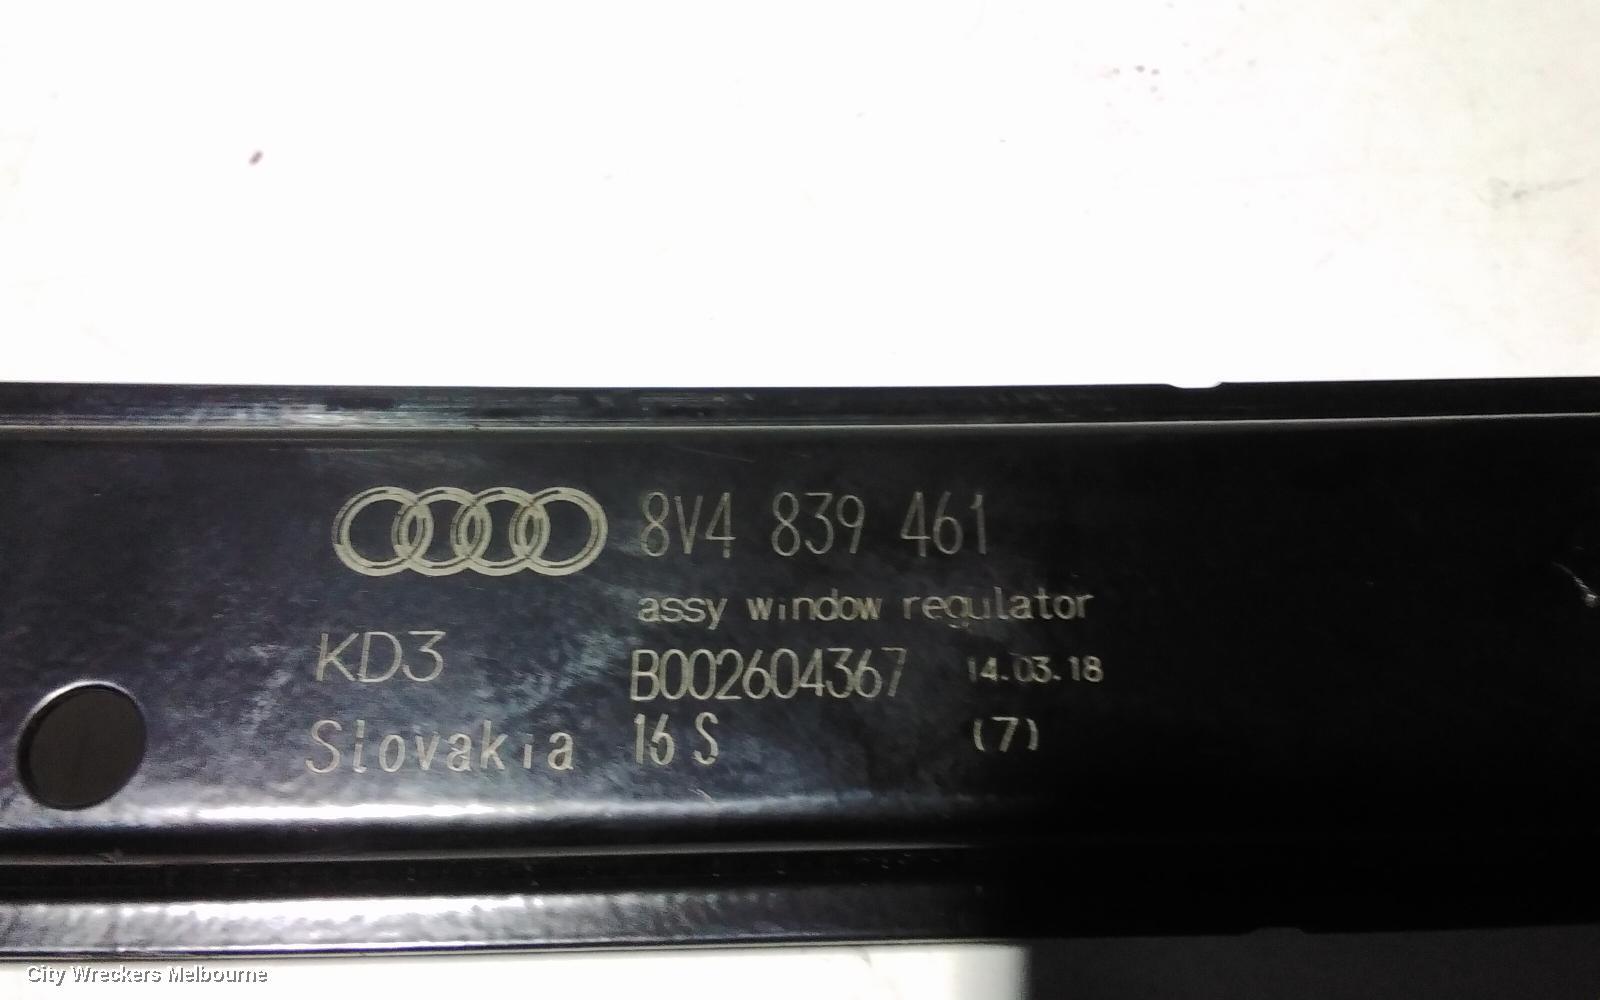 8V4 839 461
assy window regulator
KD3
B002604367 14.03.18
Slovakia 16 S (7)
City Wreckers Melbourne